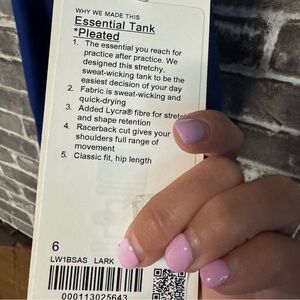 WHY WE MADE THIS
Essential Tank
*Pleated
1. The essential you reach for
practice after practice. We
designed this stretchy,
sweat-wicking tank to be the
easiest decision of your day
2. Fabric is sweat-wicking and
quick-drying
3. Added Lycra® fibre for stretch
and shape retention
4. Racerback cut gives your
shoulders full range of
movement
5. Classic fit, hip length
6
LW1BSAS LARK
000113025643